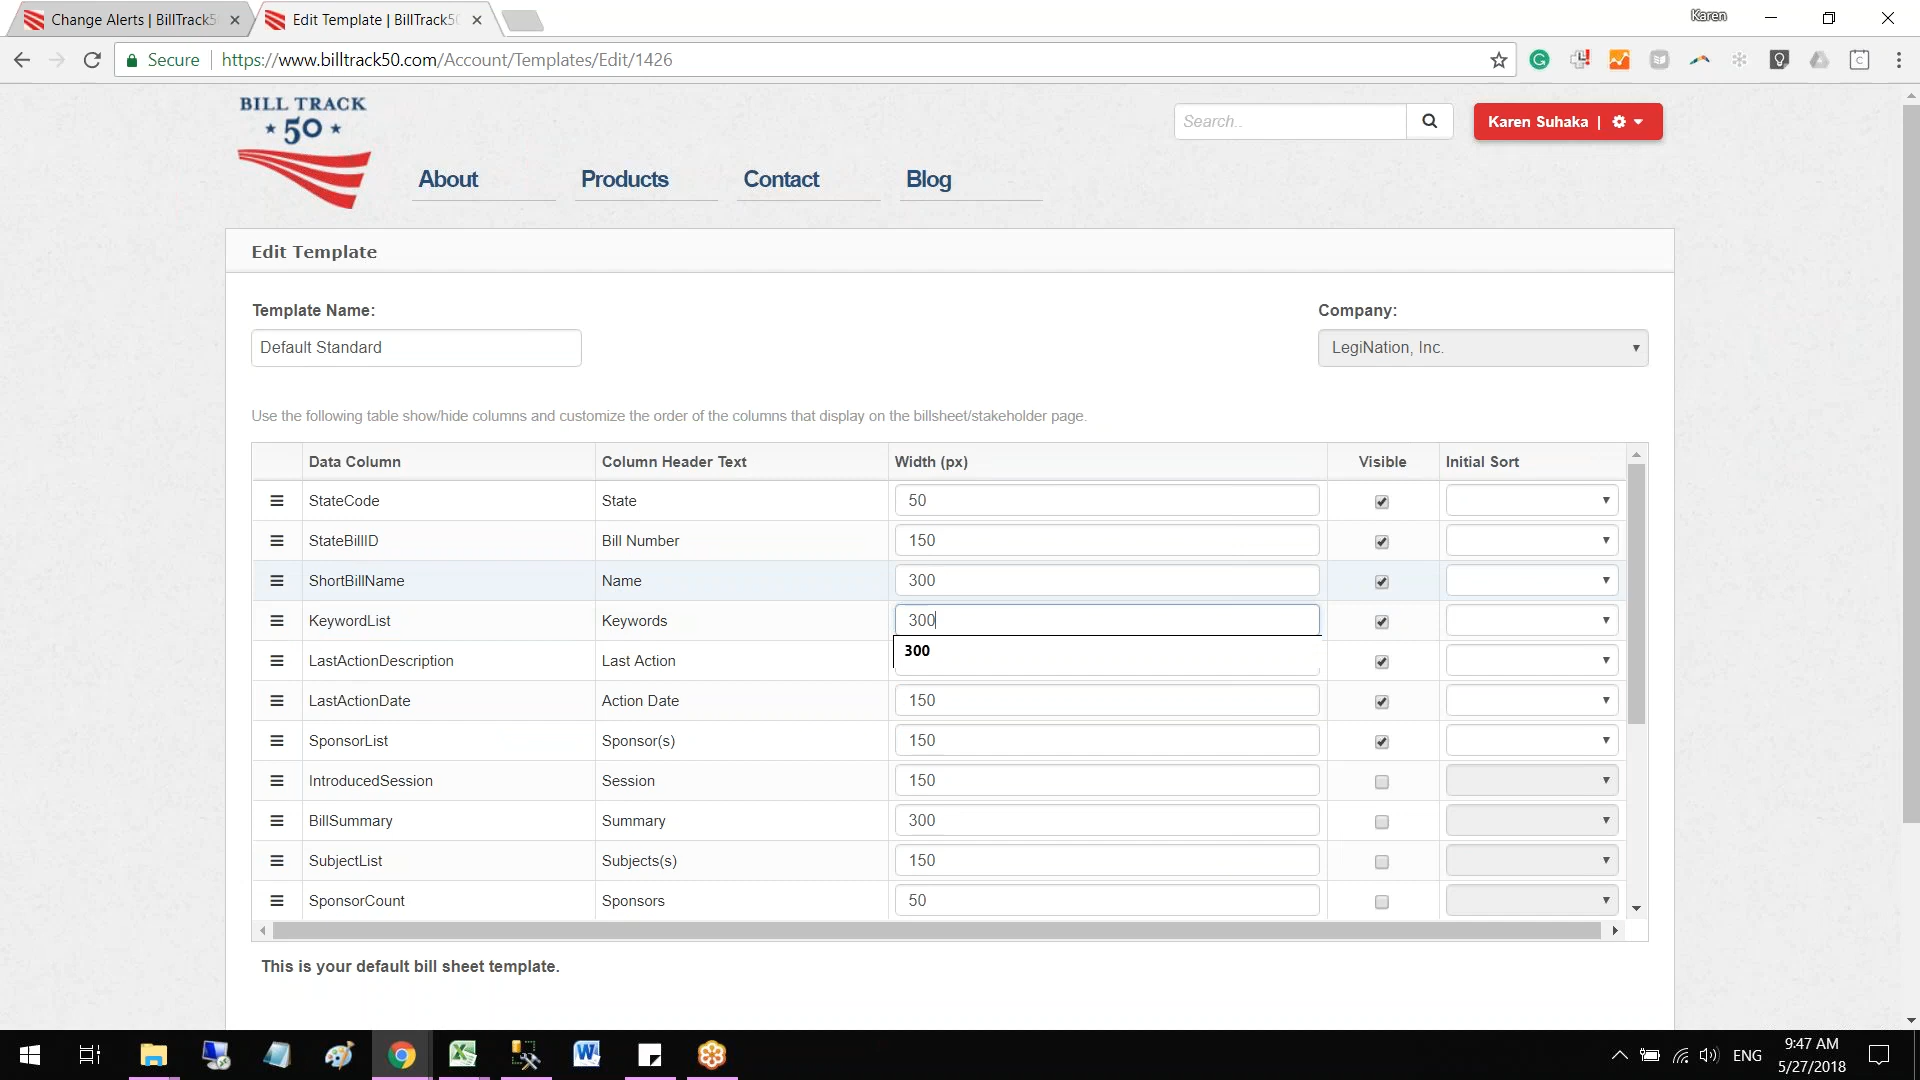 Change Alerts | BillTrack5
Edit Template | BillTrack50
Karen
Secure
https://www.billtrack50.com/Account/Templates/Edit/1426
BILL TRACK
50
Search..
Karen Suhaka |
About
Products
Contact
Blog
Edit Template
Template Name:
Company:
Default Standard
LegiNation, Inc.
Use the following table show/hide columns and customize the order of the columns that display on the billsheet/stakeholder page.
Data Column Column Header Text Width (px) Visible Initial Sort
StateCode State 50
StateBillID Bill Number 150
ShortBillName Name 300
KeywordList Keywords 300
300
LastActionDescription Last Action
LastActionDate Action Date 150
SponsorList Sponsor(s) 150
IntroducedSession Session 150
BillSummary Summary 300
SubjectList Subjects(s) 150
SponsorCount Sponsors 50
This is your default bill sheet template.
ENG
9:47 AM
5/27/2018